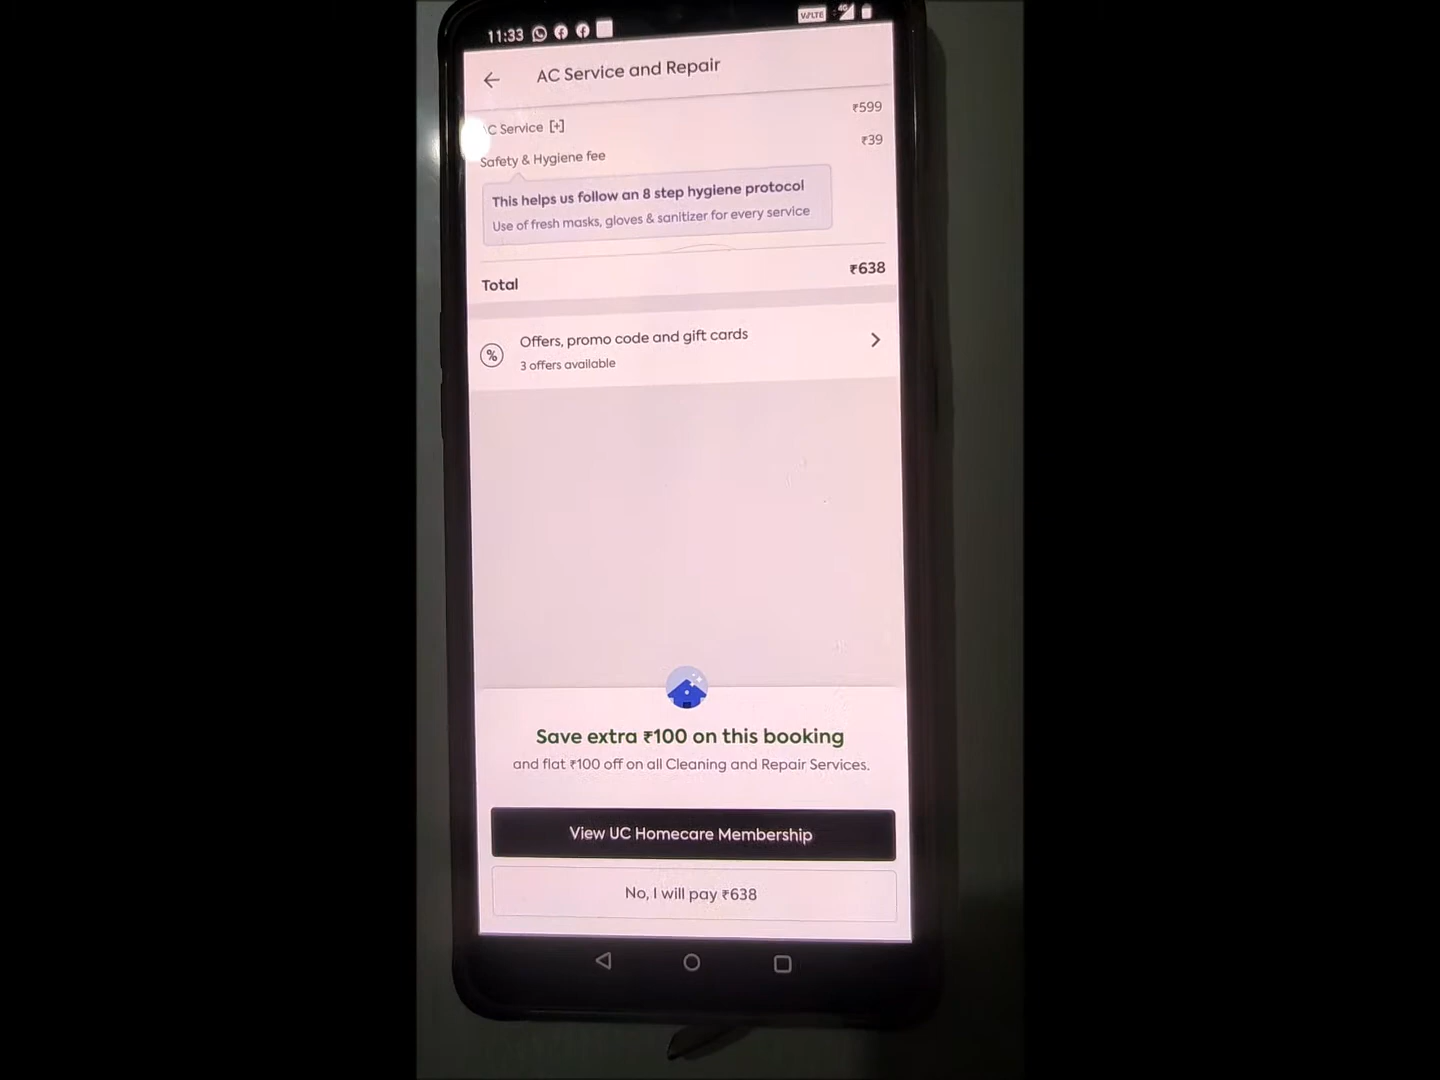 11:33
VoLTE 4G
AC Service and Repair
C Service [+] ₹599
Safety & Hygiene fee ₹39
This helps us follow an 8 step hygiene protocol
Use of fresh masks, gloves & sanitizer for every service
Total ₹638
%
Offers, promo code and gift cards
3 offers available
Save extra ₹100 on this booking
and flat ₹100 off on all Cleaning and Repair Services.
View UC Homecare Membership
No, I will pay ₹638